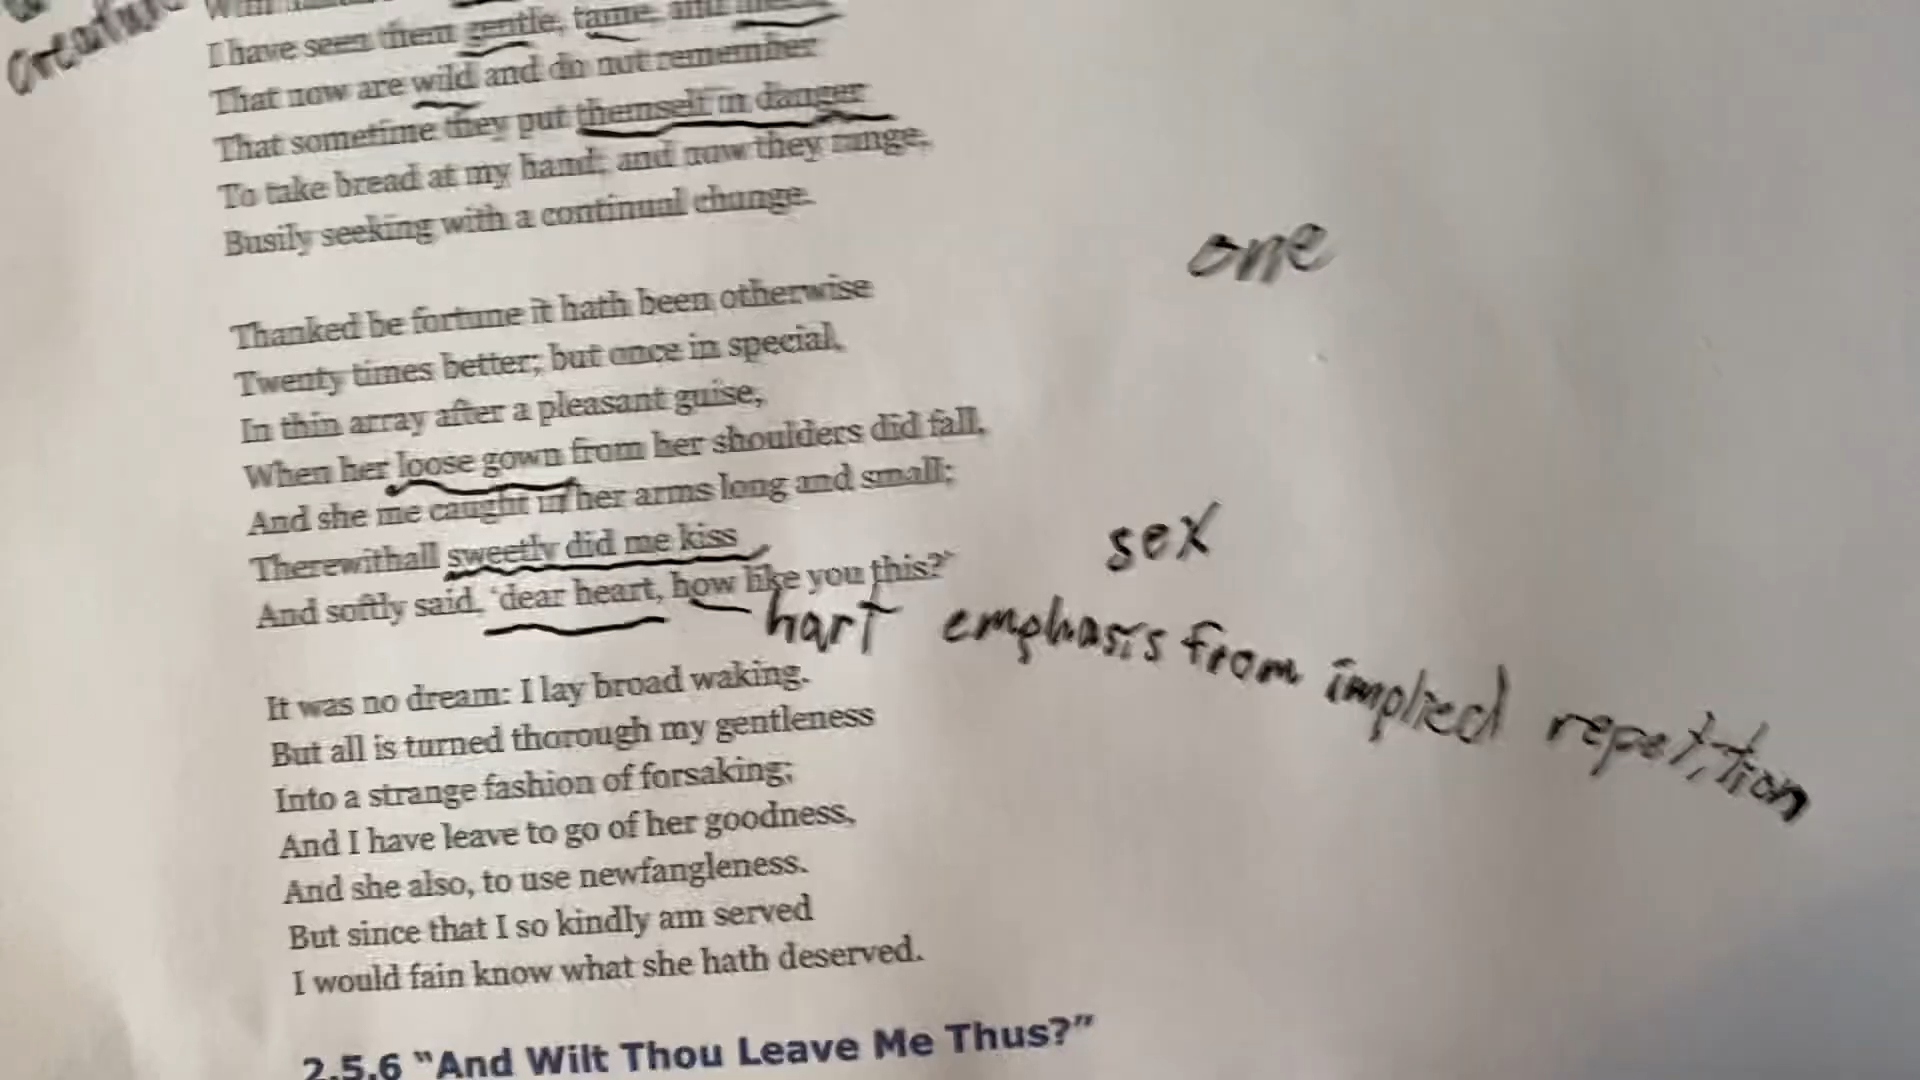 creature
I have seen them gentle, tame, and meek
That now are wild and do not remember
That sometime they put themself in danger
To take bread at my hand; and now they range,
Busily seeking with a continual change.
one
Thanked be fortune it hath been otherwise
Twenty times better; but once in special,
In thin array after a pleasant guise,
When her loose gown from her shoulders did fall,
And she me caught in her arms long and small;
Therewithall sweetly did me kiss
sex
And softly said, ‘dear heart, how like you this?’
hart emphasis from implied repetition
It was no dream: I lay broad waking.
But all is turned thorough my gentleness
Into a strange fashion of forsaking;
And I have leave to go of her goodness,
And she also, to use newfangleness.
But since that I so kindly am served
I would fain know what she hath deserved.
2.5.6 “And Wilt Thou Leave Me Thus?”